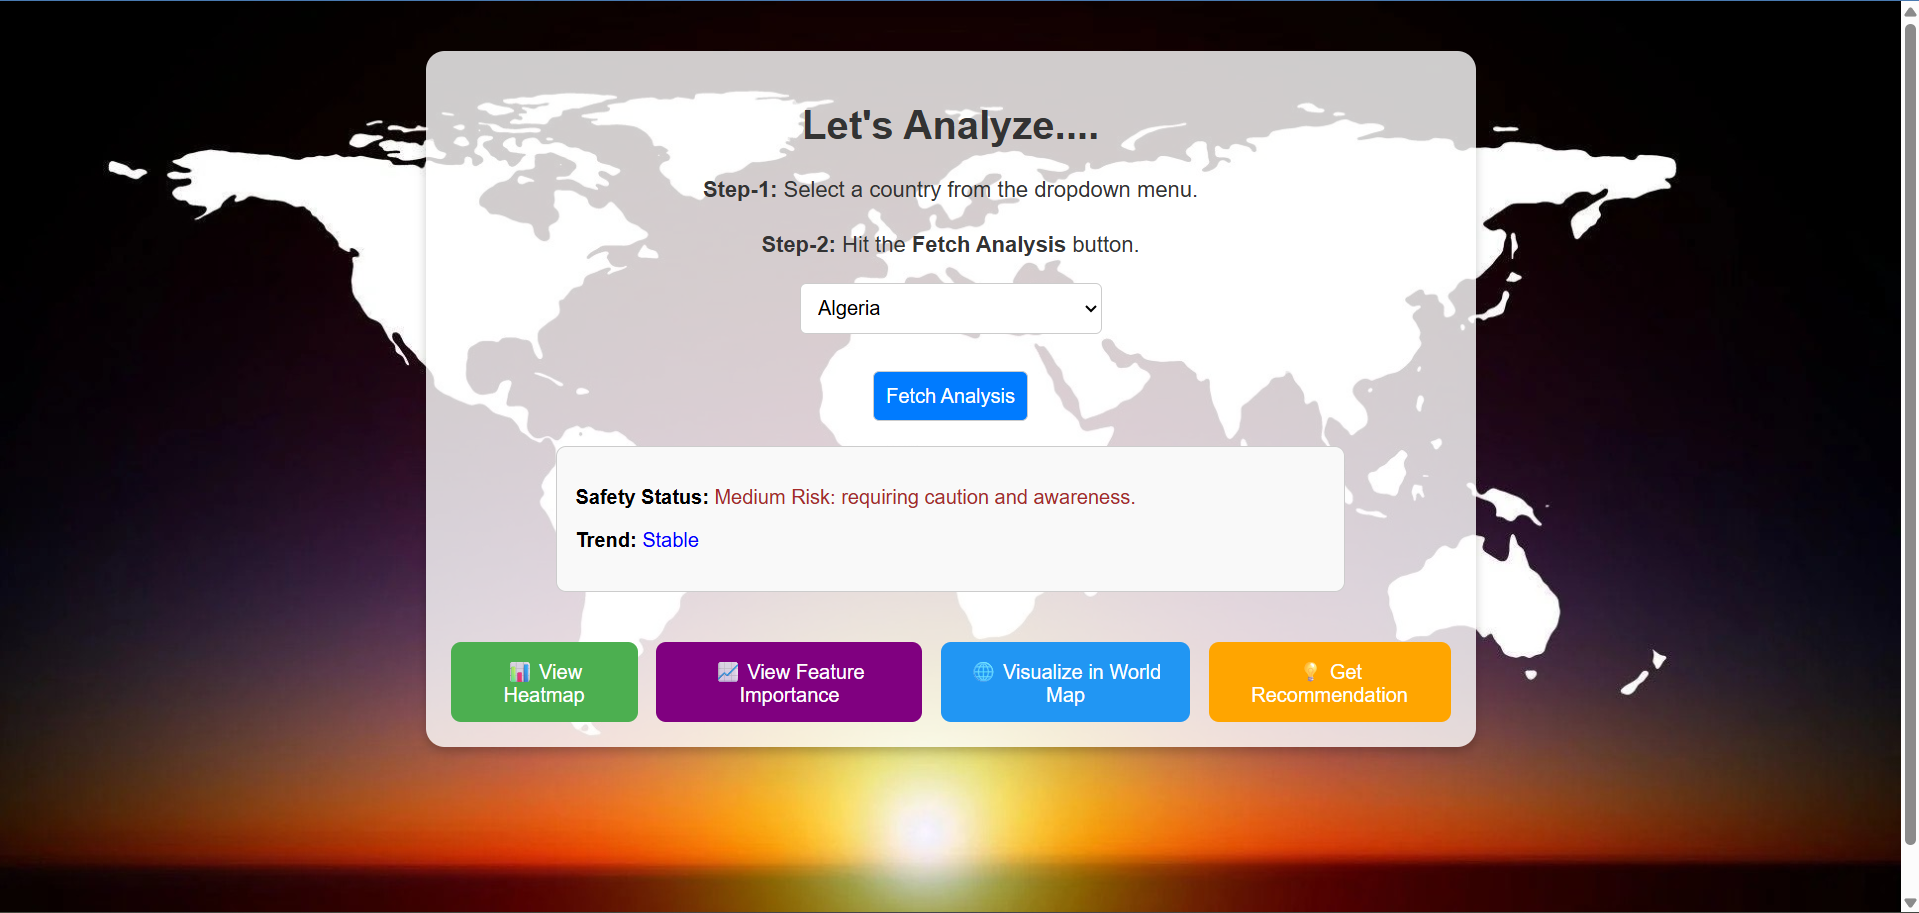 Let's Analyze....
Step-1: Select a country from the dropdown menu.
Step-2: Hit the Fetch Analysis button.
Algeria
Fetch Analysis
Safety Status: Medium Risk: requiring caution and awareness.
Trend: Stable
📊 View
Heatmap
📈 View Feature
Importance
🌐 Visualize in World
Map
💡 Get
Recommendation